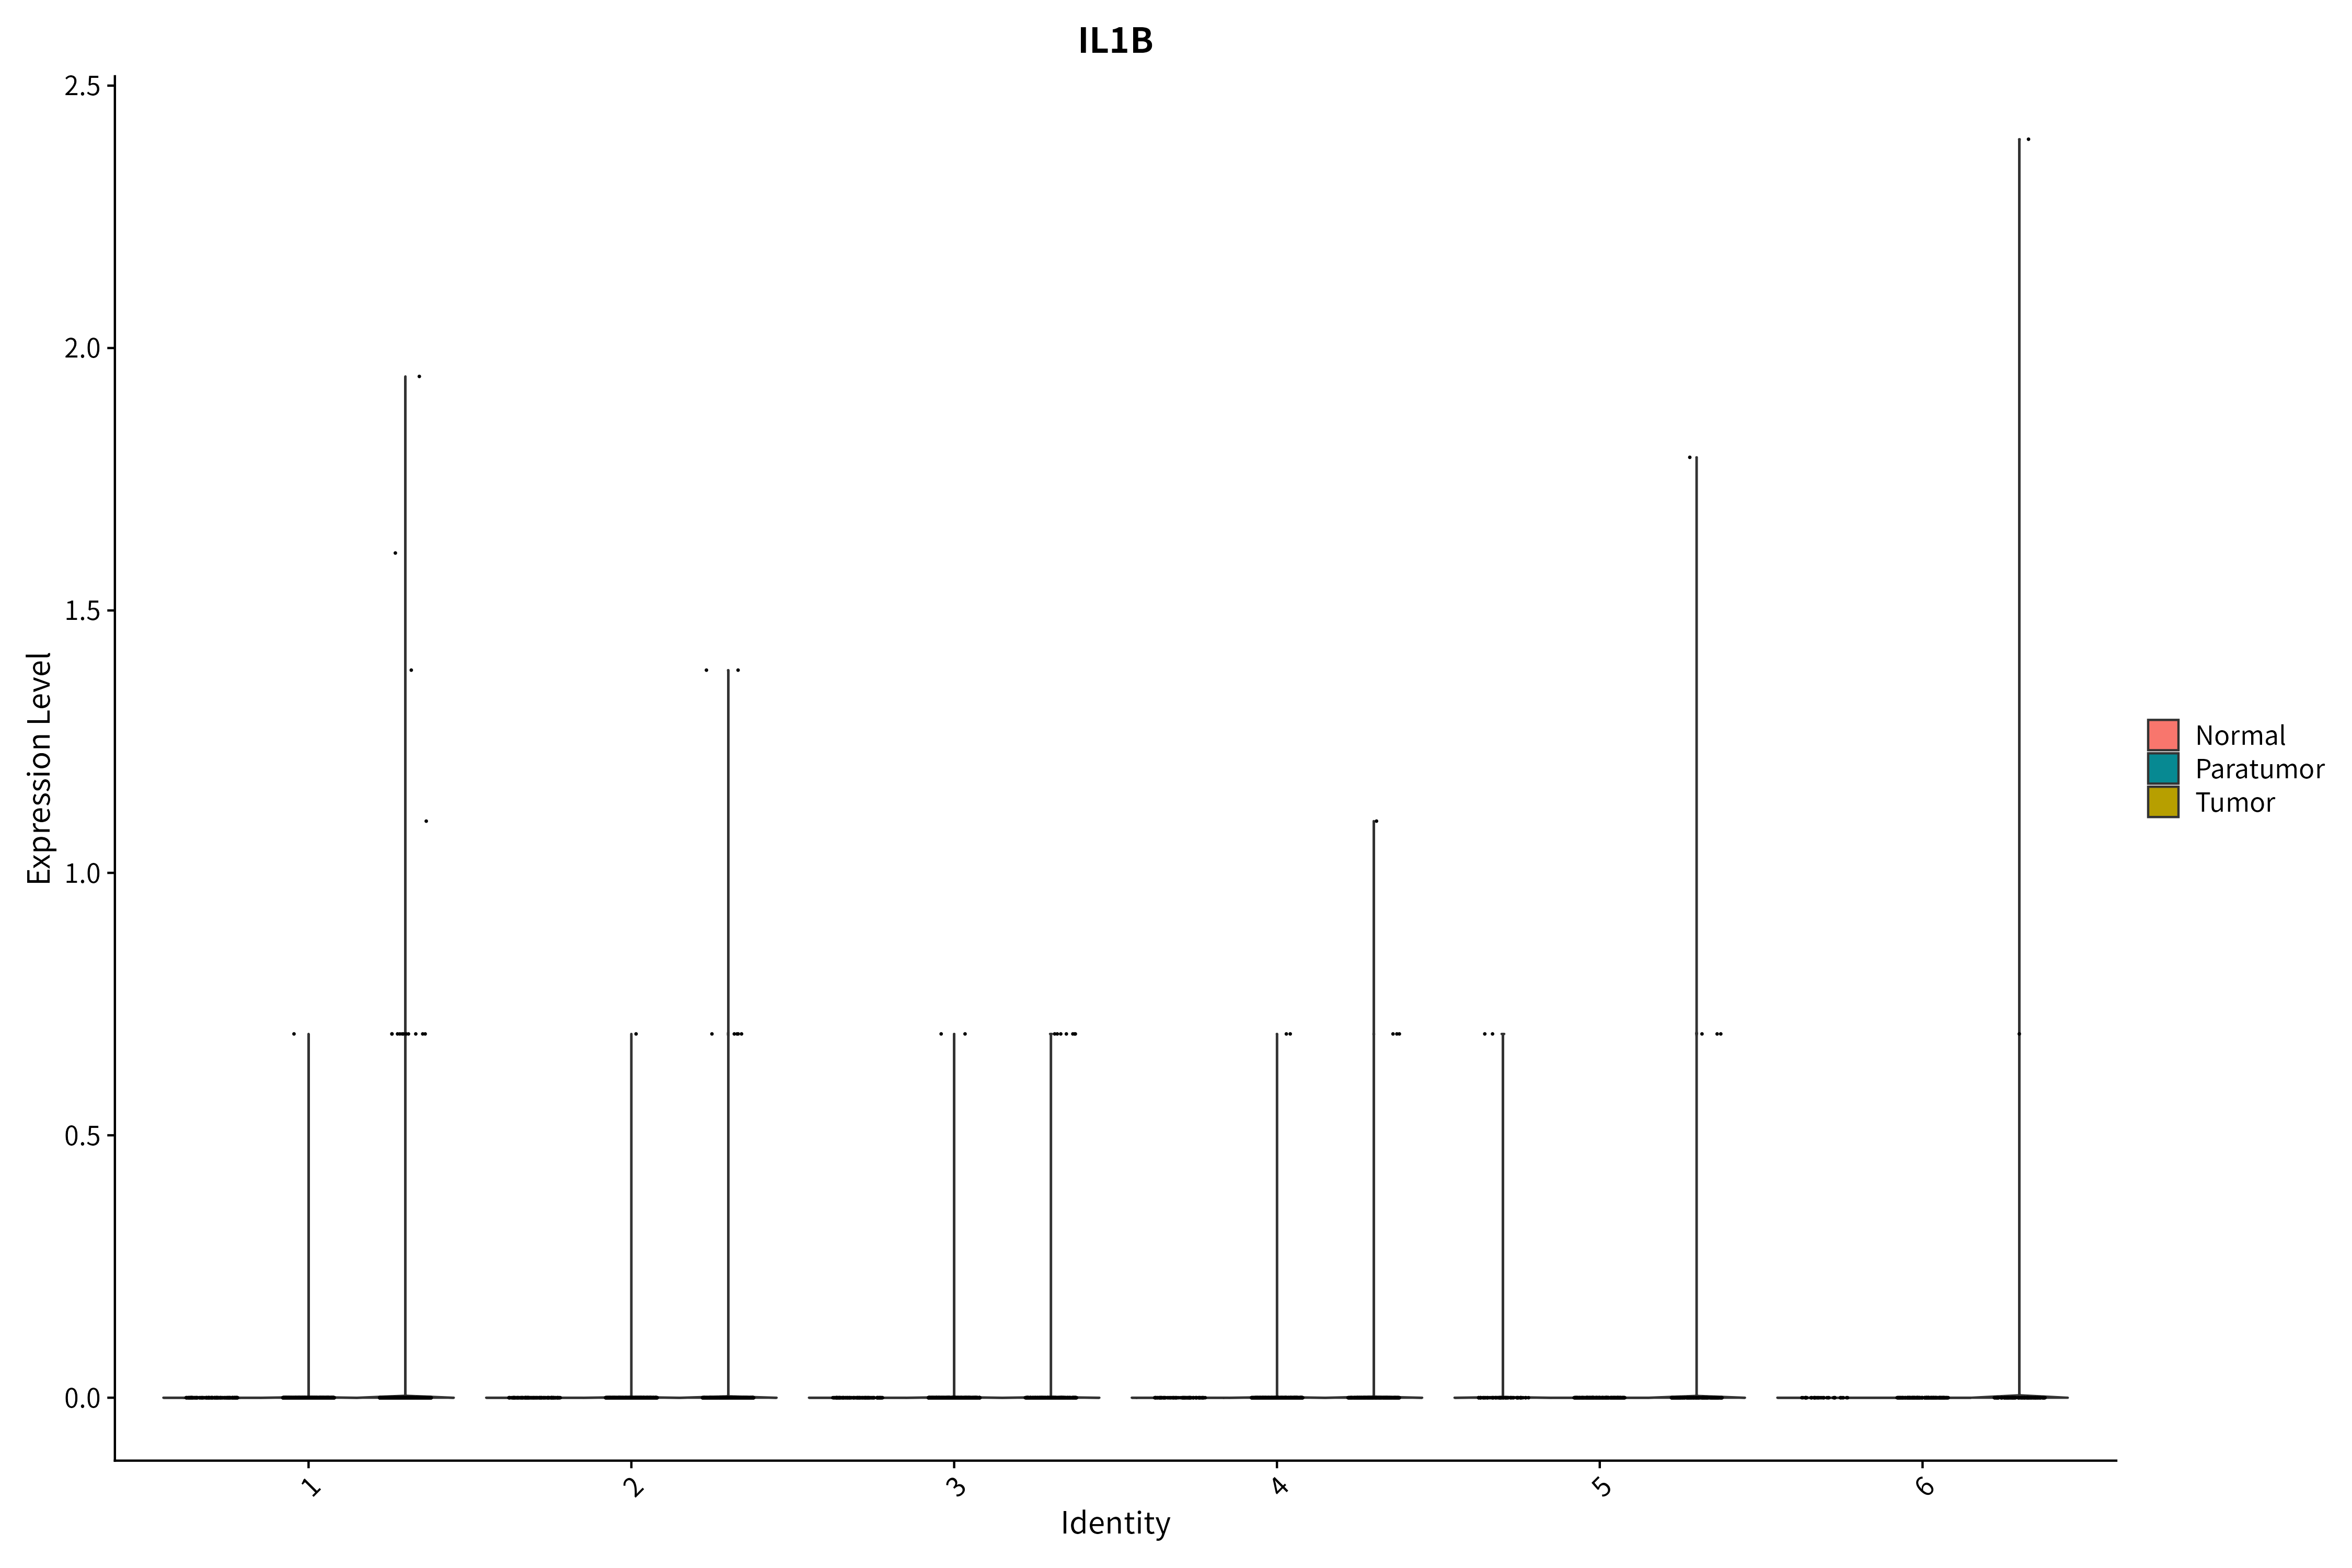 IL1B
2.5
2.0
1.5
1.0
0.5
0.0
Expression Level
1
2
3
4
5
6
Identity
Normal
Paratumor
Tumor